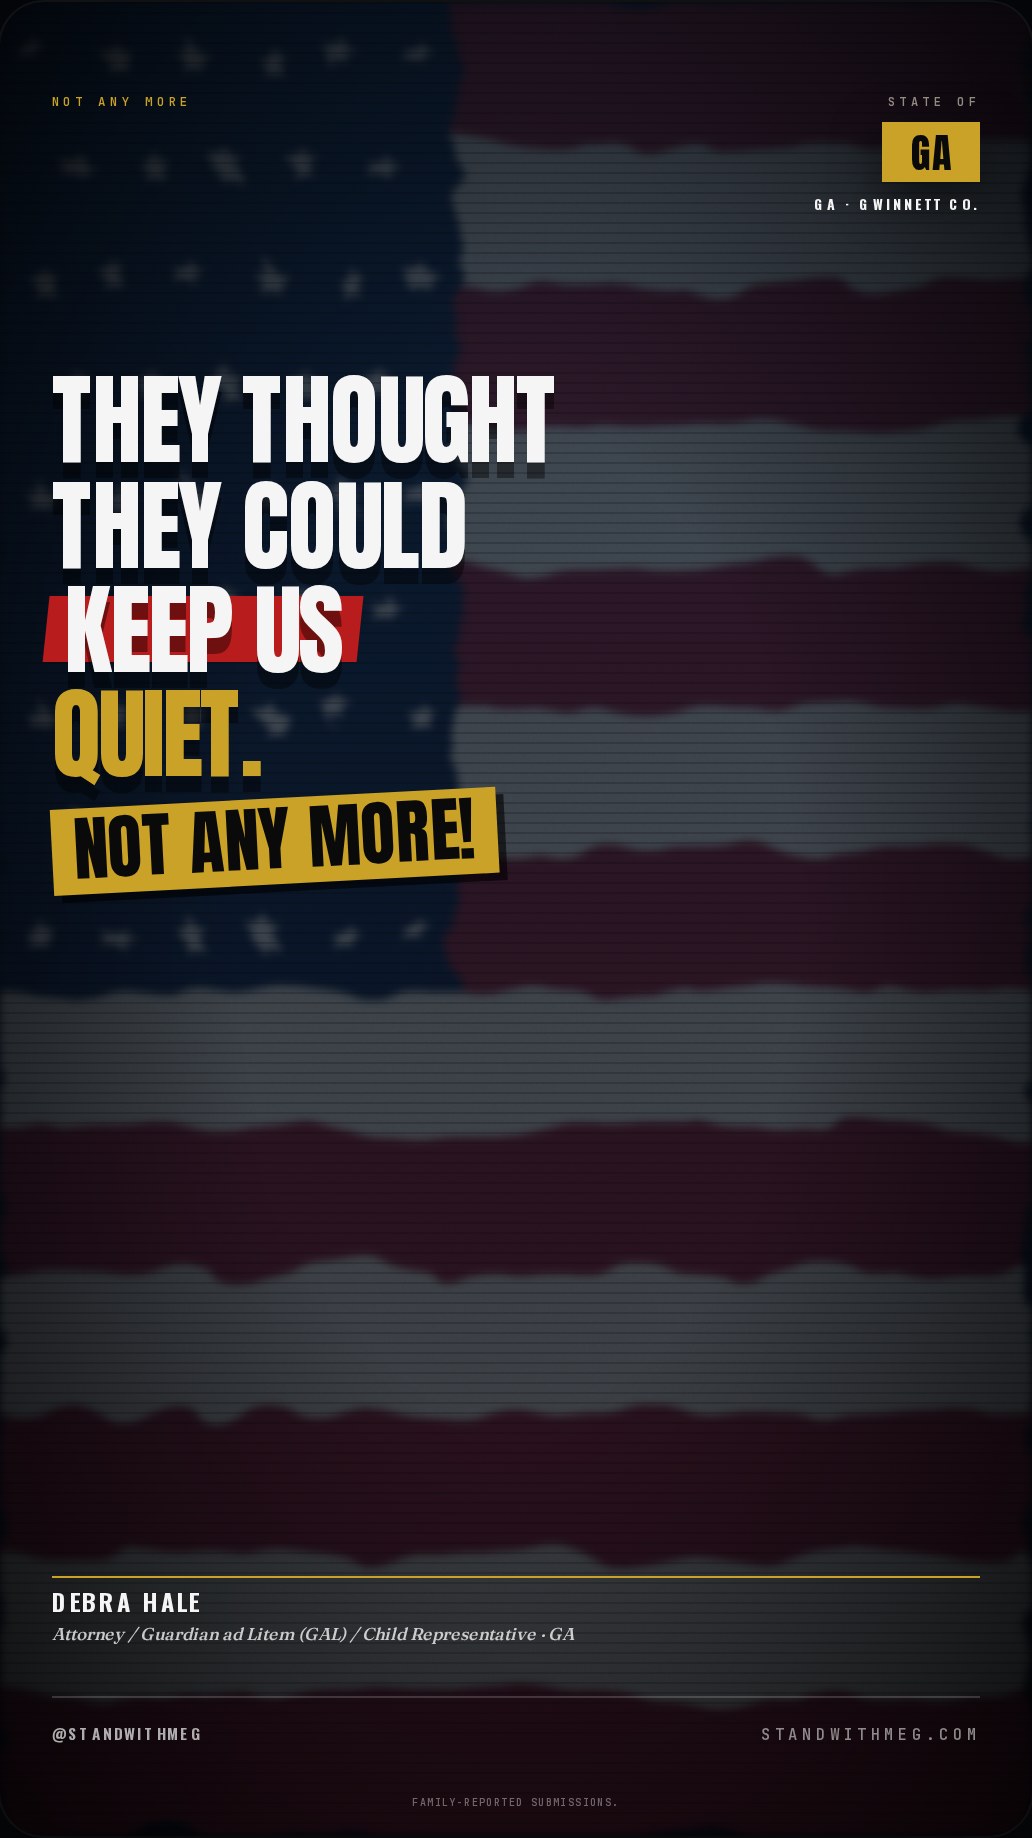 NOT ANY MORE
STATE OF
GA
GA · GWINNETT CO.
THEY THOUGHT
THEY COULD
KEEP US
QUIET.
NOT ANY MORE!
DEBRA HALE
Attorney / Guardian ad Litem (GAL) / Child Representative · GA
@STANDWITHMEG
STANDWITHMEG.COM
FAMILY-REPORTED SUBMISSIONS.